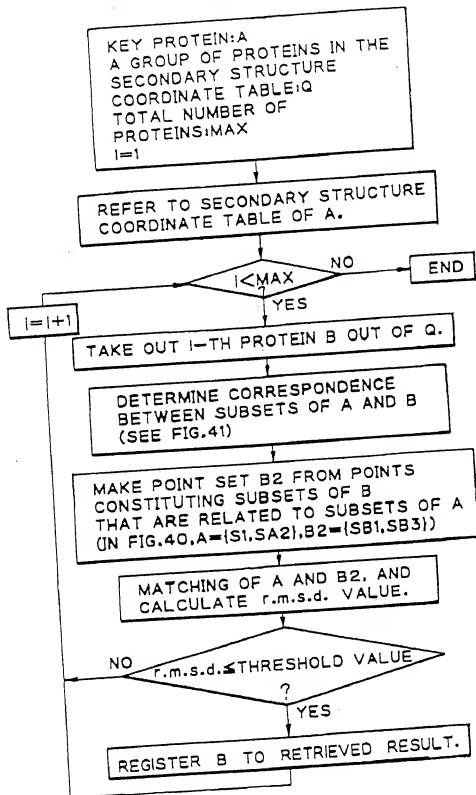 KEY PROTEIN:A
A GROUP OF PROTEINS IN THE
SECONDARY STRUCTURE
COORDINATE TABLE:Q
TOTAL NUMBER OF
PROTEINS:MAX
I=1
REFER TO SECONDARY STRUCTURE
COORDINATE TABLE OF A.
I<MAX
?
NO
END
YES
I=I+1
TAKE OUT I-TH PROTEIN B OUT OF Q.
DETERMINE CORRESPONDENCE
BETWEEN SUBSETS OF A AND B
(SEE FIG.41)
MAKE POINT SET B2 FROM POINTS
CONSTITUTING SUBSETS OF B
THAT ARE RELATED TO SUBSETS OF A
(IN FIG.40,A={S1,SA2},B2={SB1,SB3})
MATCHING OF A AND B2, AND
CALCULATE r.m.s.d. VALUE.
NO
r.m.s.d.≦THRESHOLD VALUE
?
YES
REGISTER B TO RETRIEVED RESULT.